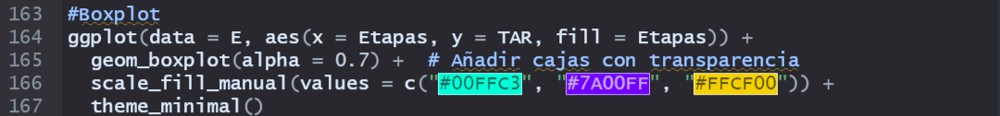 163 #Boxplot
164 ggplot(data = E, aes(x = Etapas, y = TAR, fill = Etapas)) +
165   geom_boxplot(alpha = 0.7) +  # Añadir cajas con transparencia
166   scale_fill_manual(values = c("#00FFC3", "#7A00FF", "#FFCF00")) +
167   theme_minimal()